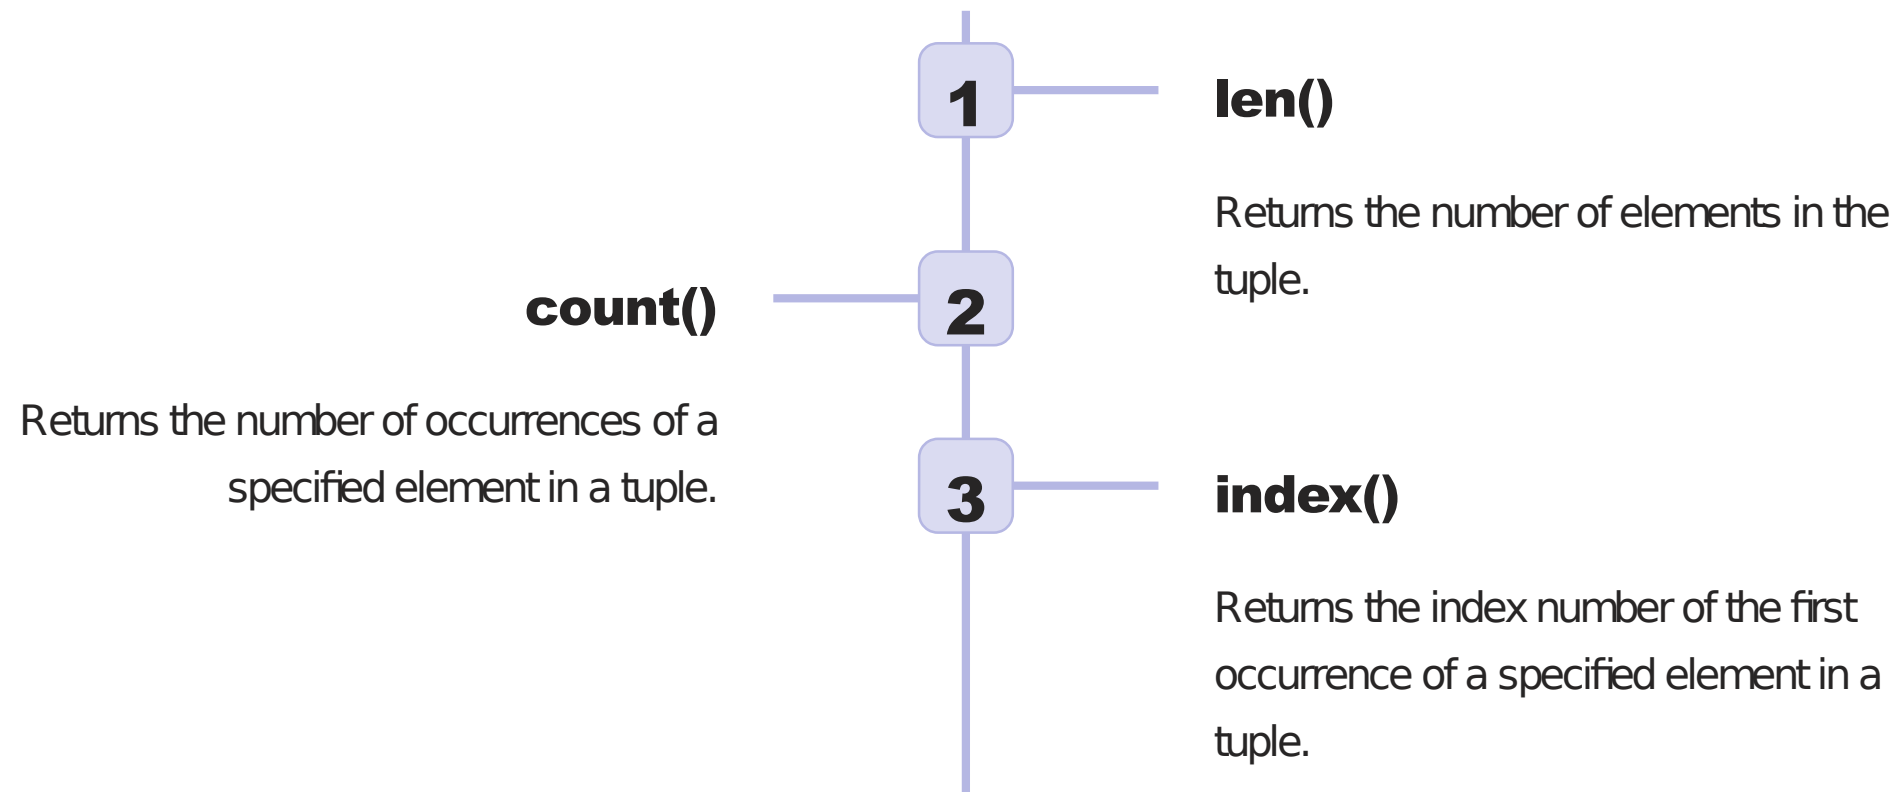 1
len()
Returns the number of elements in the
tuple.
2
count()
Returns the number of occurrences of a
specified element in a tuple.
3
index()
Returns the index number of the first
occurrence of a specified element in a
tuple.